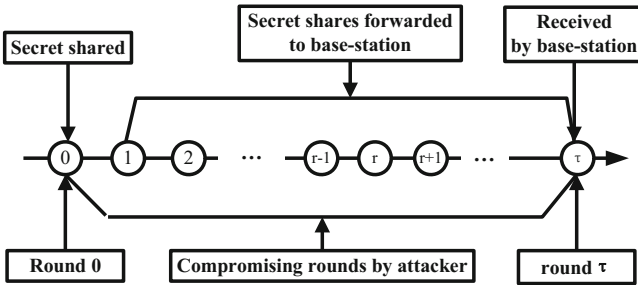 Secret shares forwarded
to base-station
Received
by base-station
Secret shared
0 1 2 ... r-1 r r+1 ... τ
Round 0
Compromising rounds by attacker
round τ